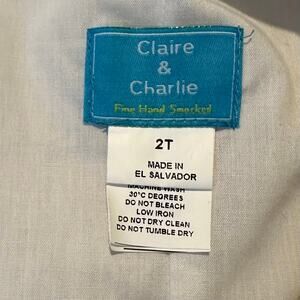 Claire
&
Charlie
Fine Hand Smocked
2T
MADE IN
EL SALVADOR
MACHINE WASH
30°C DEGREES
DO NOT BLEACH
LOW IRON
DO NOT DRY CLEAN
DO NOT TUMBLE DRY